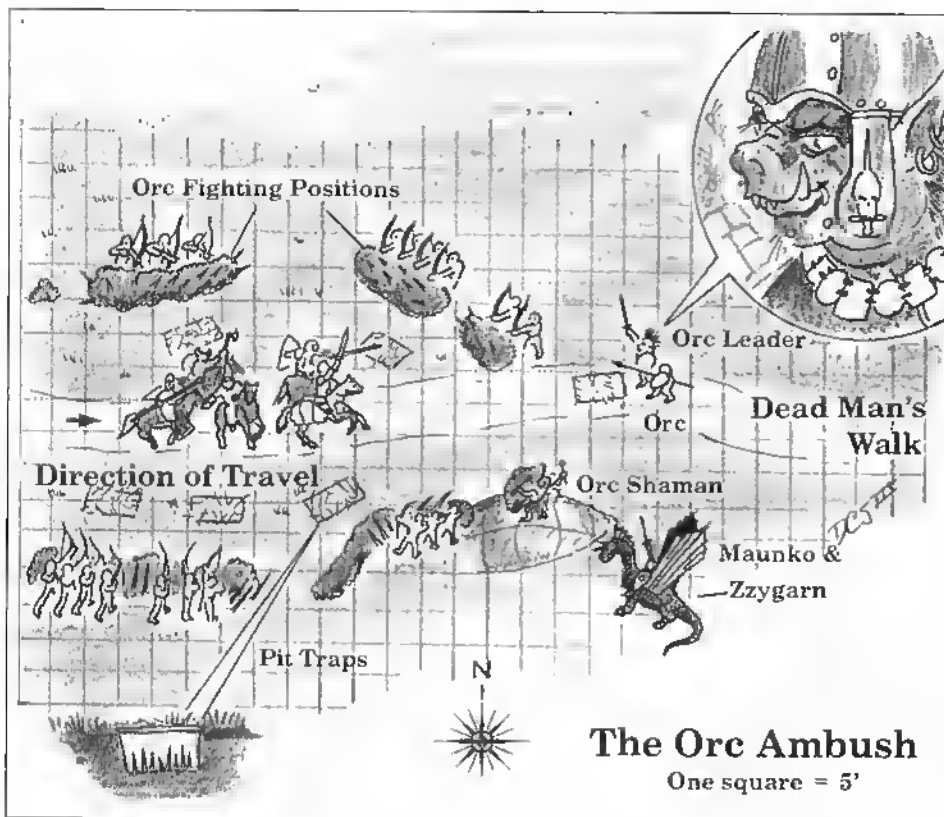 Orc Fighting Positions
Orc Leader
Orc
Dead Man's
Walk
Direction of Travel
Orc Shaman
Maunko &
Zzygarn
Pit Traps
N
The Orc Ambush
One square = 5'